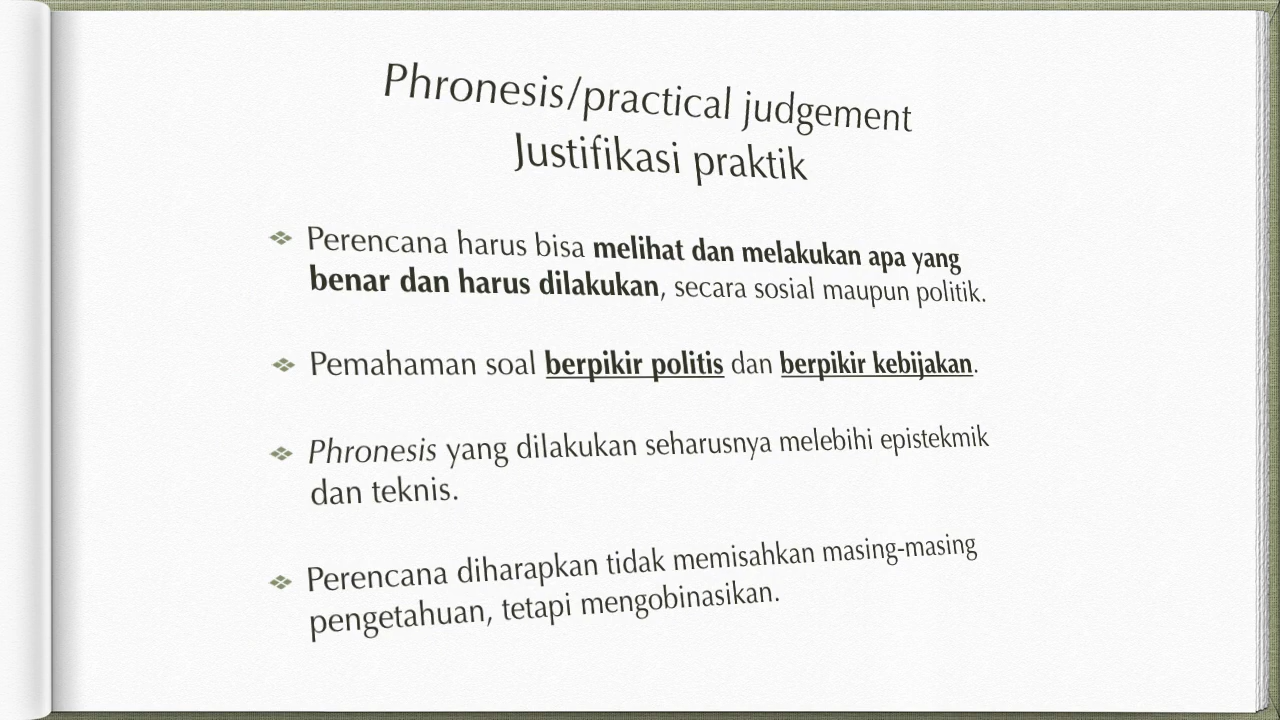 Phronesis/practical judgement
Justifikasi praktik
Perencana harus bisa melihat dan melakukan apa yang
benar dan harus dilakukan, secara sosial maupun politik.
Pemahaman soal berpikir politis dan berpikir kebijakan.
Phronesis yang dilakukan seharusnya melebihi epistekmik
dan teknis.
Perencana diharapkan tidak memisahkan masing-masing
pengetahuan, tetapi mengobinasikan.